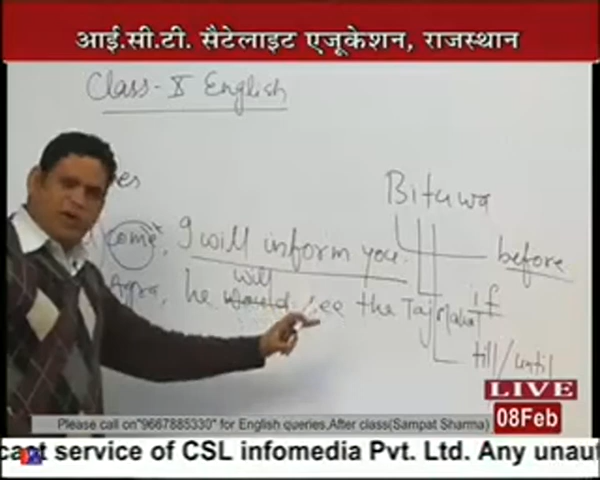 आई.सी.टी. सैटेलाइट एजूकेशन, राजस्थान
Class - X English
Bituwa
come, I will inform you.
before
will
Agra, he would see the Taj Mahal
if
till/until
LIVE
08Feb
Please call on"9667885330" for English queries,After class(Sampat Sharma)
service of CSL infomedia Pvt. Ltd. Any